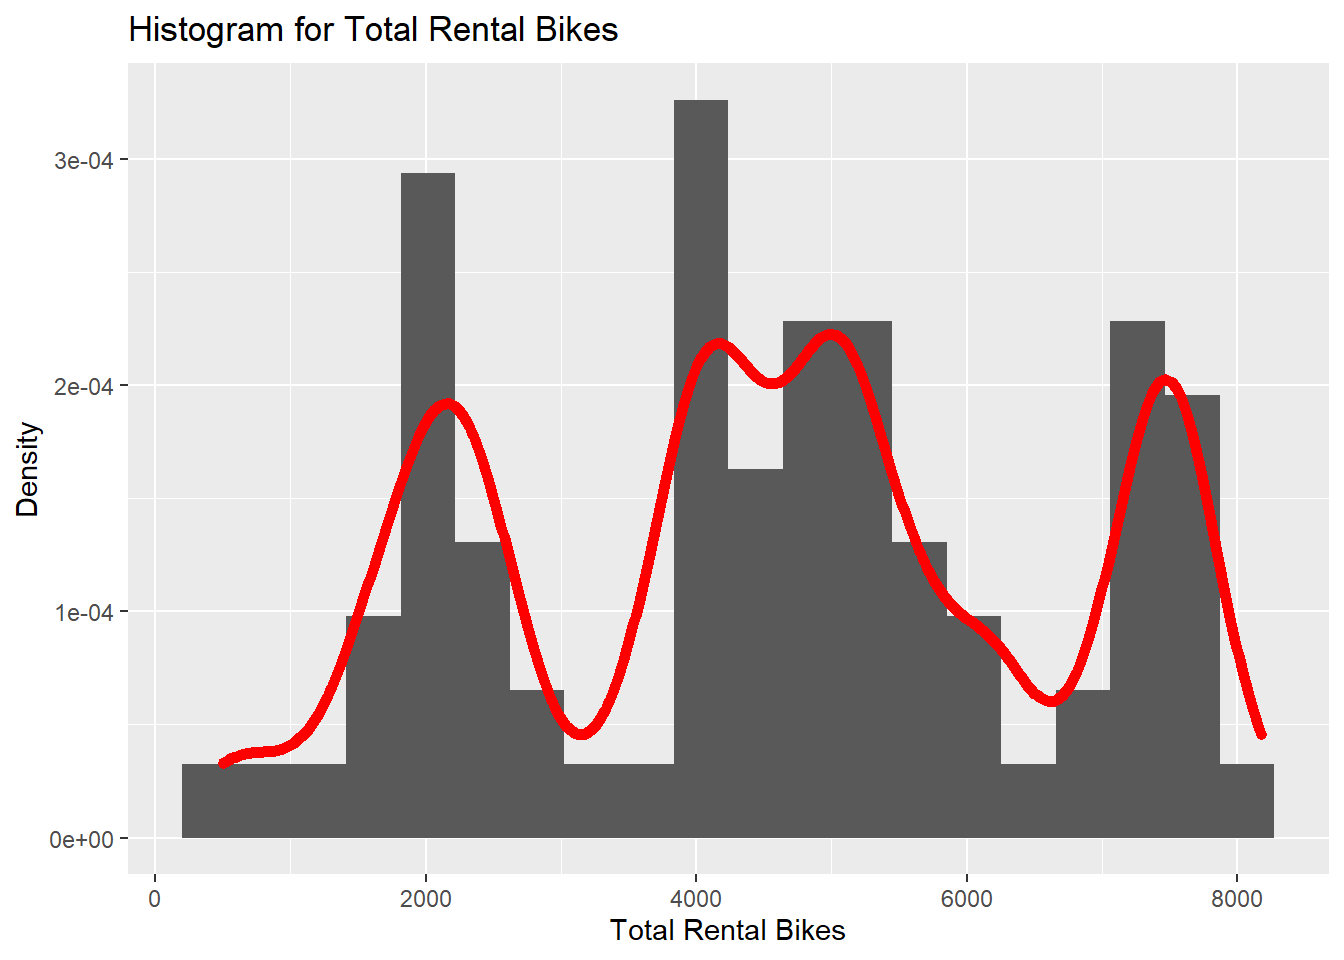 Histogram for Total Rental Bikes
Density
3e-04
2e-04
1e-04
0e+00
0 2000 4000 6000 8000
Total Rental Bikes